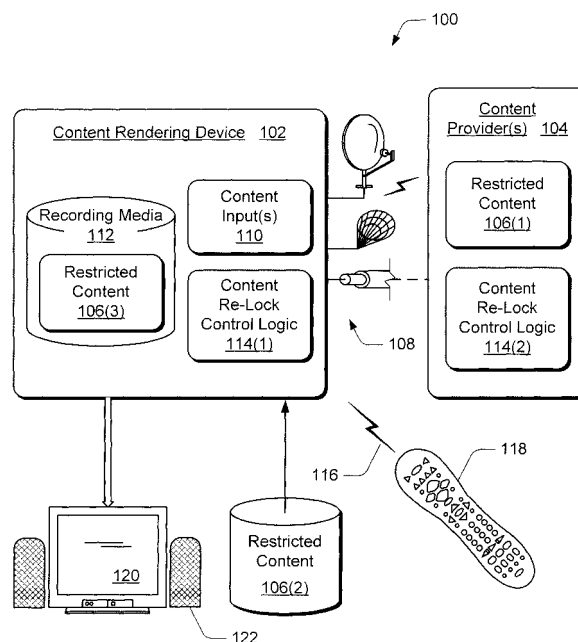 100
Content Rendering Device 102
Content
Provider(s) 104
Recording Media
112
Restricted
Content
106(3)
Content
Input(s)
110
Content
Re-Lock
Control Logic
114(1)
Restricted
Content
106(1)
Content
Re-Lock
Control Logic
114(2)
108
116
118
120
122
Restricted
Content
106(2)